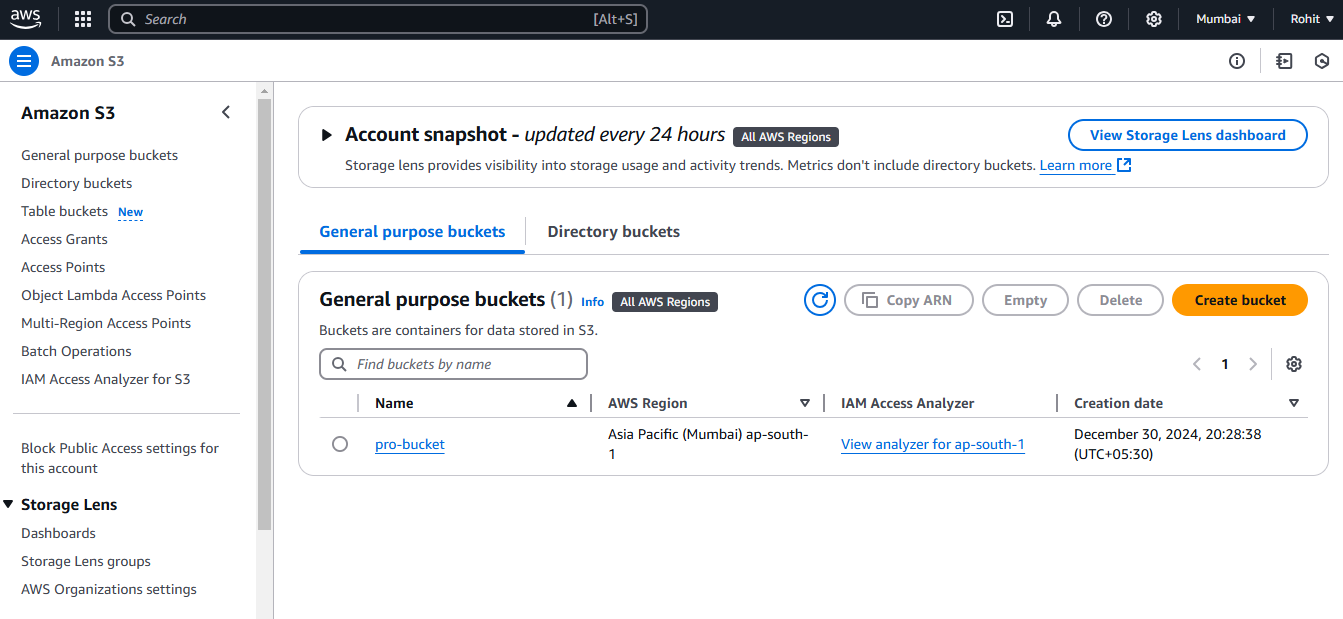 aws
Search [Alt+S]
Mumbai ▼
Rohit ▼
Amazon S3
Amazon S3
General purpose buckets
Directory buckets
Table buckets New
Access Grants
Access Points
Object Lambda Access Points
Multi-Region Access Points
Batch Operations
IAM Access Analyzer for S3
Block Public Access settings for
this account
Storage Lens
Dashboards
Storage Lens groups
AWS Organizations settings
Account snapshot - updated every 24 hours All AWS Regions
View Storage Lens dashboard
Storage lens provides visibility into storage usage and activity trends. Metrics don't include directory buckets. Learn more
General purpose buckets Directory buckets
General purpose buckets (1) Info All AWS Regions
Copy ARN Empty Delete Create bucket
Buckets are containers for data stored in S3.
Find buckets by name
1
Name AWS Region IAM Access Analyzer Creation date
pro-bucket
Asia Pacific (Mumbai) ap-south-
1
View analyzer for ap-south-1
December 30, 2024, 20:28:38
(UTC+05:30)